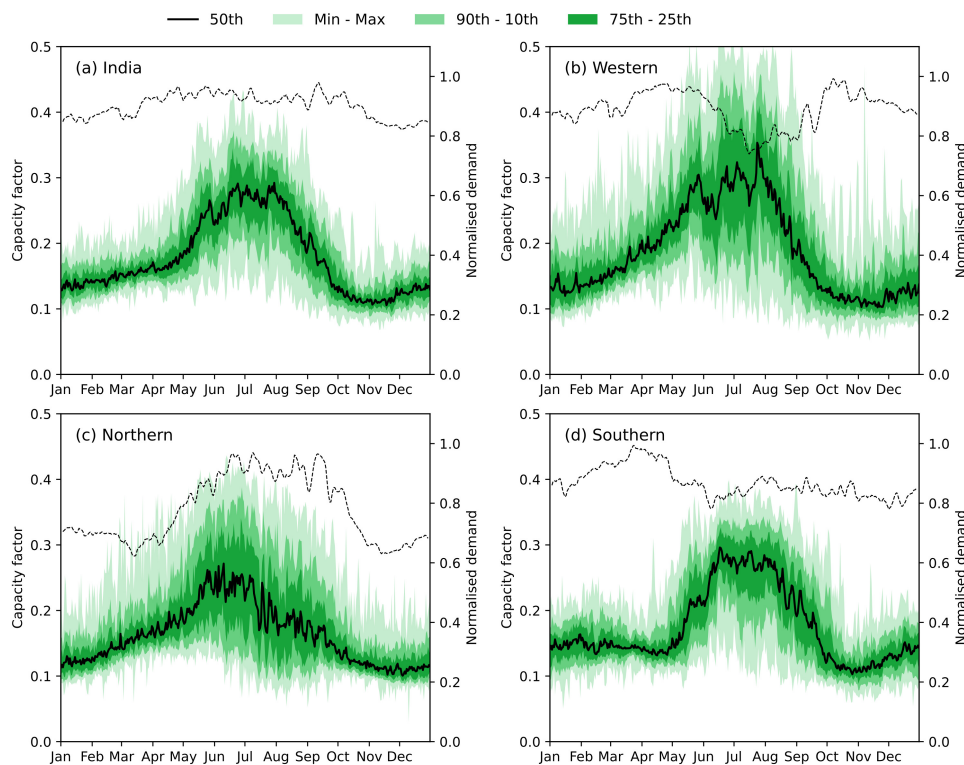 50th Min - Max 90th - 10th 75th - 25th
(a) India
Capacity factor
0.5
0.4
0.3
0.2
0.1
0.0
Normalised demand
1.0
0.8
0.6
0.4
0.2
0.0
Jan Feb Mar Apr May Jun Jul Aug Sep Oct Nov Dec
(b) Western
Capacity factor
0.5
0.4
0.3
0.2
0.1
0.0
Normalised demand
1.0
0.8
0.6
0.4
0.2
0.0
Jan Feb Mar Apr May Jun Jul Aug Sep Oct Nov Dec
(c) Northern
Capacity factor
0.5
0.4
0.3
0.2
0.1
0.0
Normalised demand
1.0
0.8
0.6
0.4
0.2
0.0
Jan Feb Mar Apr May Jun Jul Aug Sep Oct Nov Dec
(d) Southern
Capacity factor
0.5
0.4
0.3
0.2
0.1
0.0
Normalised demand
1.0
0.8
0.6
0.4
0.2
0.0
Jan Feb Mar Apr May Jun Jul Aug Sep Oct Nov Dec